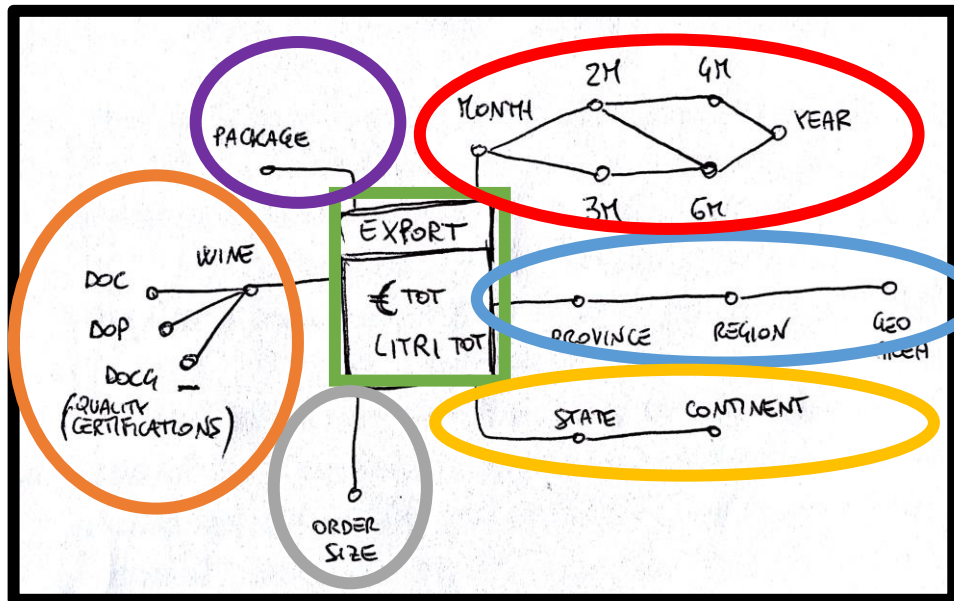 2M 4M
MONTH YEAR
PACKAGE
3M 6M
EXPORT
WINE
DOC
€ TOT
DOP
PROVINCE REGION GEO
AREA
LITRI TOT
DOCG
(QUALITY
CERTIFICATIONS)
STATE CONTINENT
ORDER
SIZE